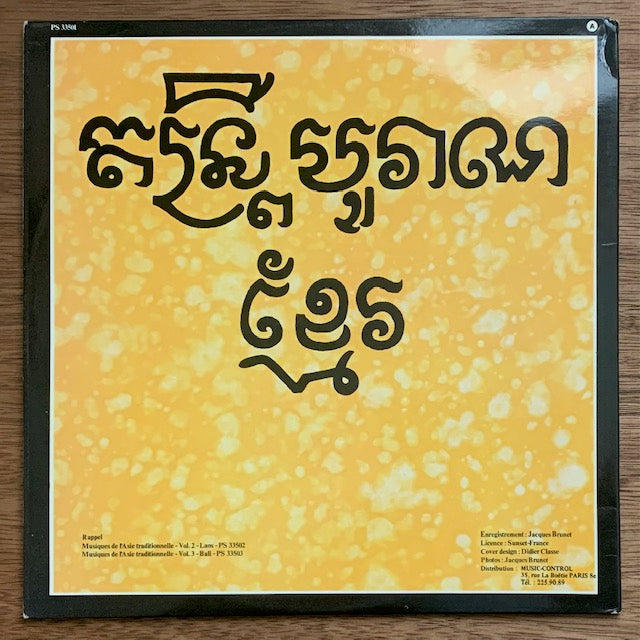 PS 33501
A
តន្ត្រី បូរាណ
ខ្មែរ
Rappel
Musiques de l'Asie traditionnelle - Vol. 2 - Laos - PS 33502
Musiques de l'Asie traditionnelle - Vol. 3 - Bali - PS 33503
Enregistrement : Jacques Brunet
Licence : Sunset-France
Cover design : Didier Classe
Photos : Jacques Brunet
Distribution : MUSIC-CONTROL
35, rue La Boétie PARIS 8e
Tél. : 225.90.89